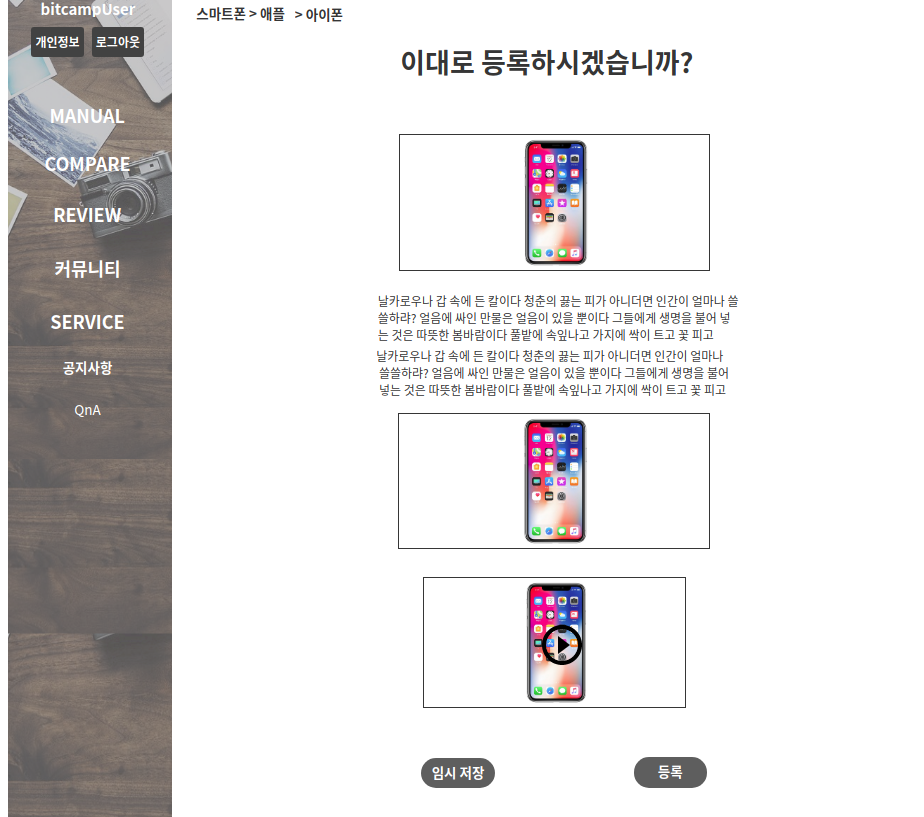 bitcampUser
개인정보 로그아웃
MANUAL
COMPARE
REVIEW
커뮤니티
SERVICE
공지사항
QnA
스마트폰 > 애플 > 아이폰
이대로 등록하시겠습니까?
날카로우나 갑 속에 든 칼이다 청춘의 끓는 피가 아니더면 인간이 얼마나 쓸
쓸하랴? 얼음에 싸인 만물은 얼음이 있을 뿐이다 그들에게 생명을 불어 넣
는 것은 따뜻한 봄바람이다 풀밭에 속잎나고 가지에 싹이 트고 꽃 피고
날카로우나 갑 속에 든 칼이다 청춘의 끓는 피가 아니더면 인간이 얼마나
쓸쓸하랴? 얼음에 싸인 만물은 얼음이 있을 뿐이다 그들에게 생명을 불어
넣는 것은 따뜻한 봄바람이다 풀밭에 속잎나고 가지에 싹이 트고 꽃 피고
임시 저장
등록